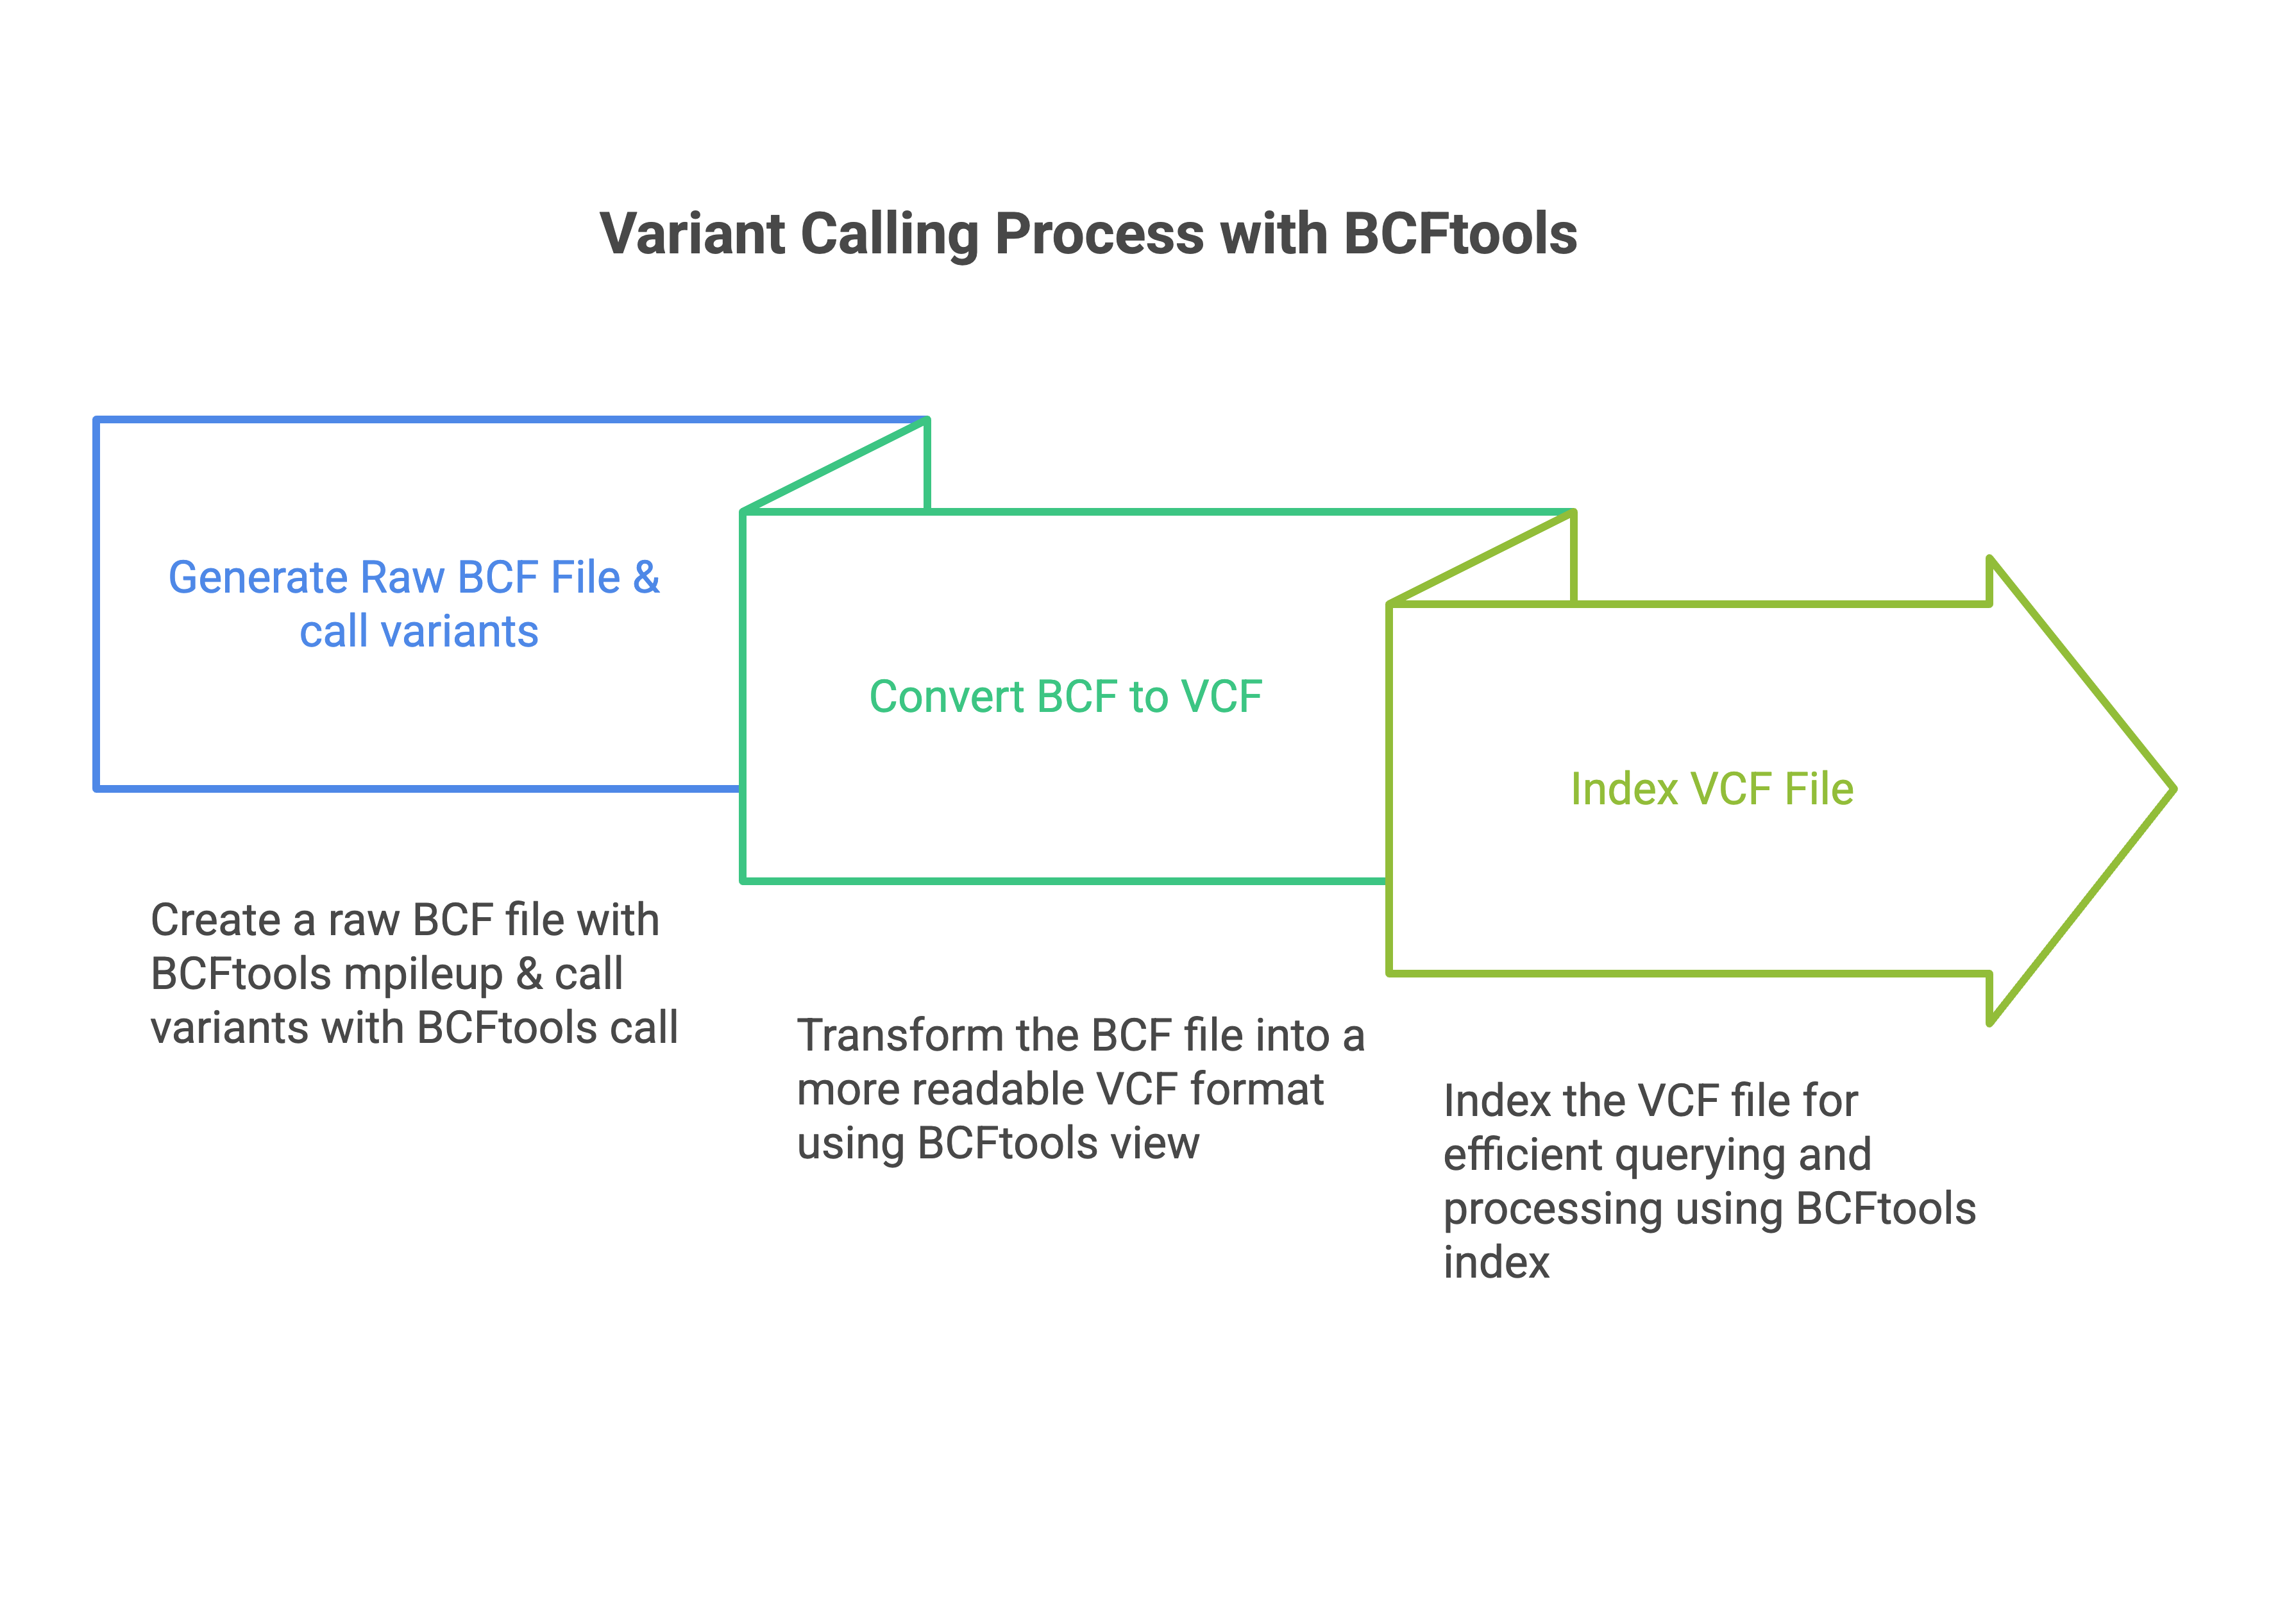 Variant Calling Process with BCFtools
Generate Raw BCF File &
call variants
Convert BCF to VCF
Index VCF File
Create a raw BCF file with
BCFtools mpileup & call
variants with BCFtools call
Transform the BCF file into a
more readable VCF format
using BCFtools view
Index the VCF file for
efficient querying and
processing using BCFtools
index